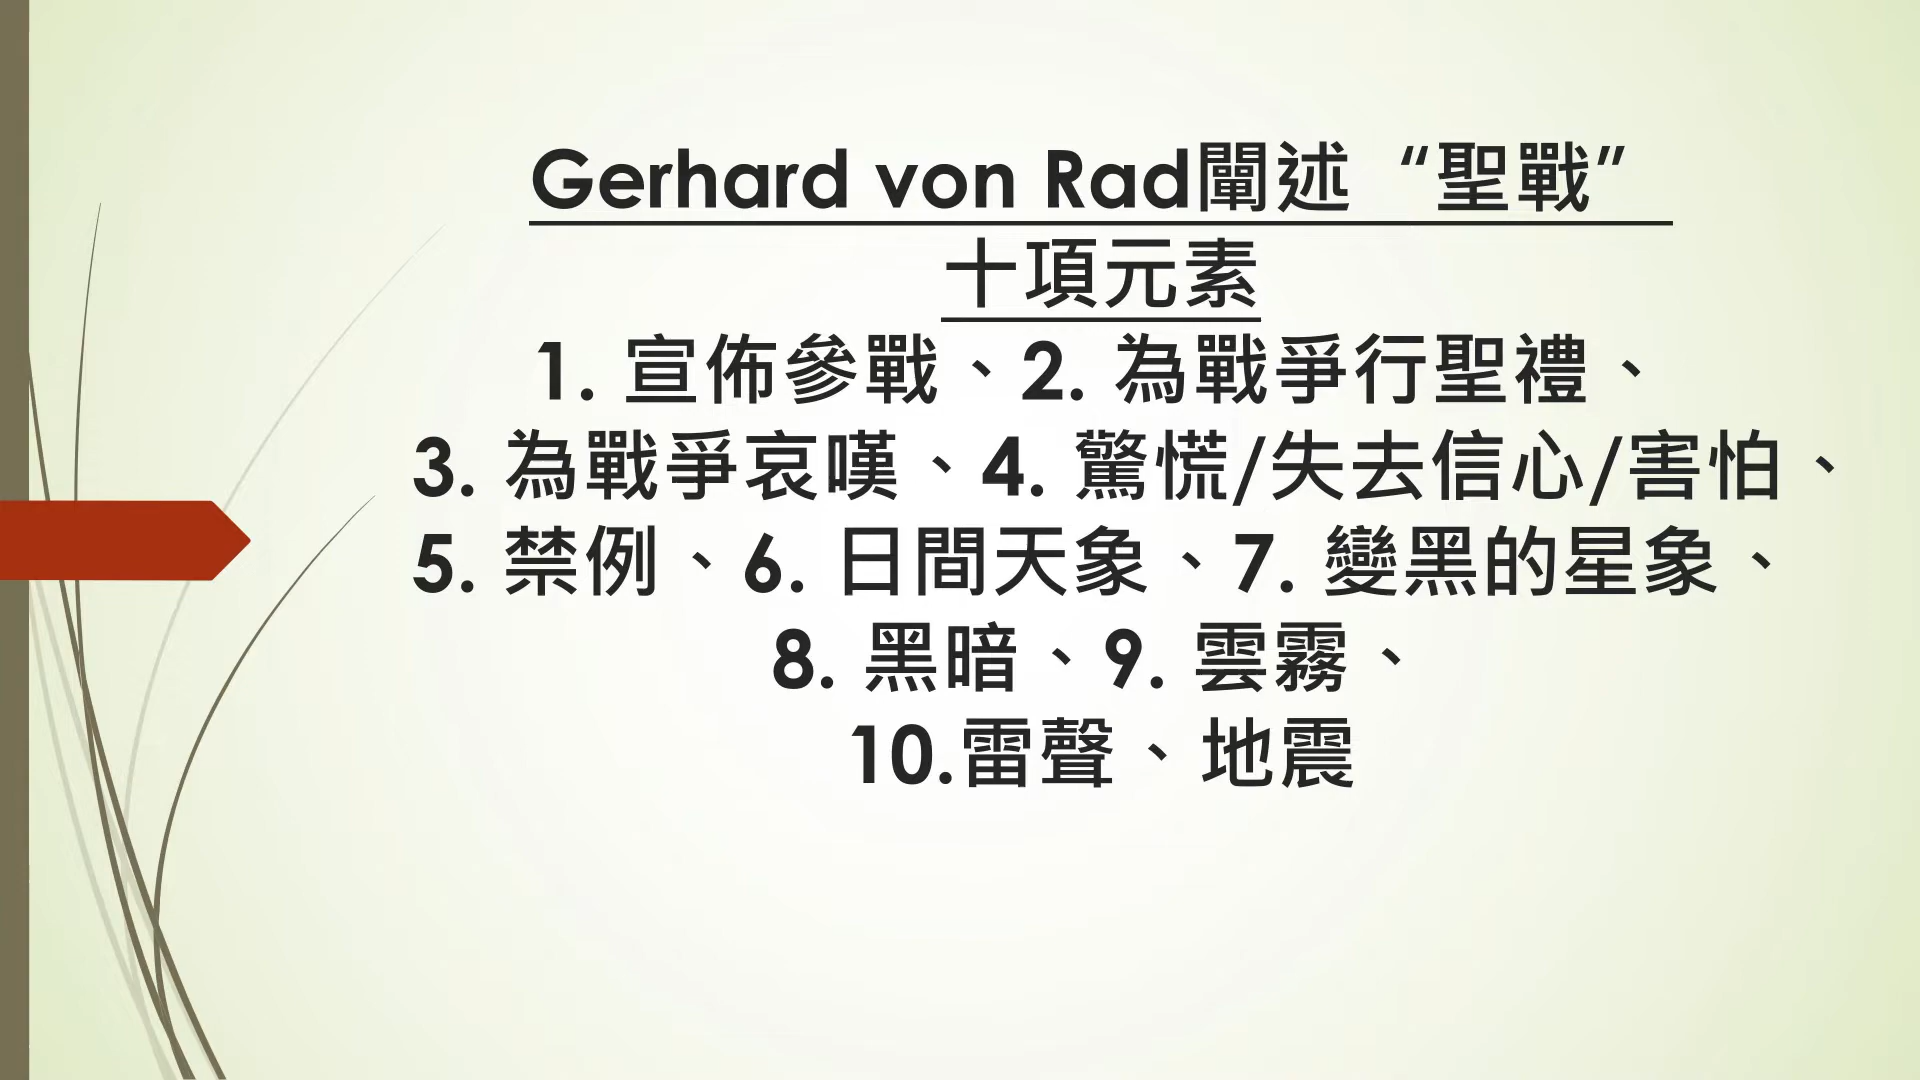 Gerhard von Rad闡述“聖戰”
十項元素
1. 宣佈參戰、2. 為戰爭行聖禮、
3. 為戰爭哀嘆、4. 驚慌/失去信心/害怕、
5. 禁例、6. 日間天象、7. 變黑的星象、
8. 黑暗、9. 雲霧、
10.雷聲、地震